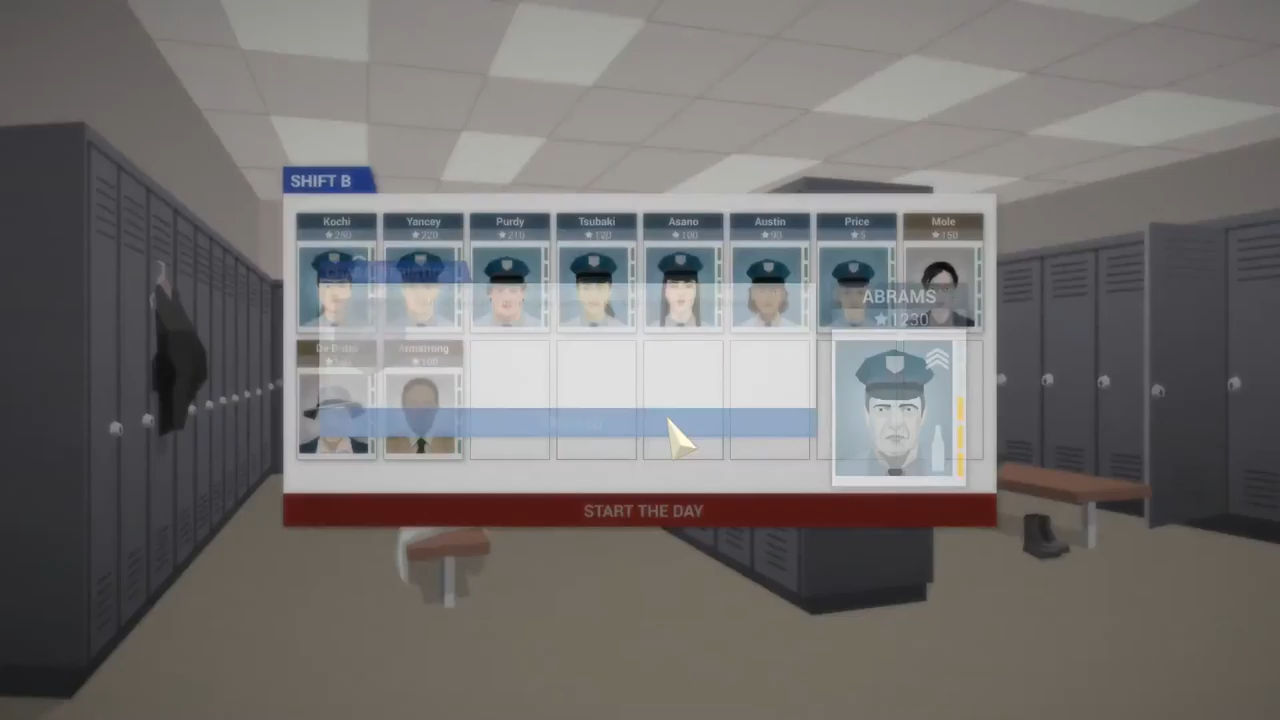 SHIFT B
Kochi Yancey Purdy Tsubaki Asano Austin Price Mole
★280 ★220 ★210 ★120 ★100 ★90 ★5 ★150
ABRAMS
★1230
Armstrong
★100
START THE DAY